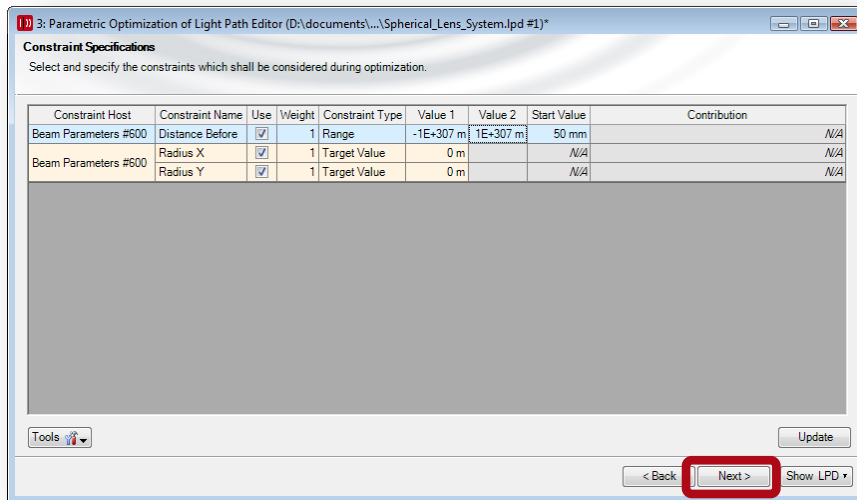 3: Parametric Optimization of Light Path Editor (D:\documents\...\Spherical_Lens_System.lpd #1)*
Constraint Specifications
Select and specify the constraints which shall be considered during optimization.
Constraint Host Constraint Name Use Weight Constraint Type Value 1 Value 2 Start Value Contribution
Beam Parameters #600 Distance Before 1 Range -1E+307 m 1E+307 m 50 mm N/A
Beam Parameters #600 Radius X 1 Target Value 0 m N/A N/A
Radius Y 1 Target Value 0 m N/A N/A
Tools Update
< Back Next > Show LPD